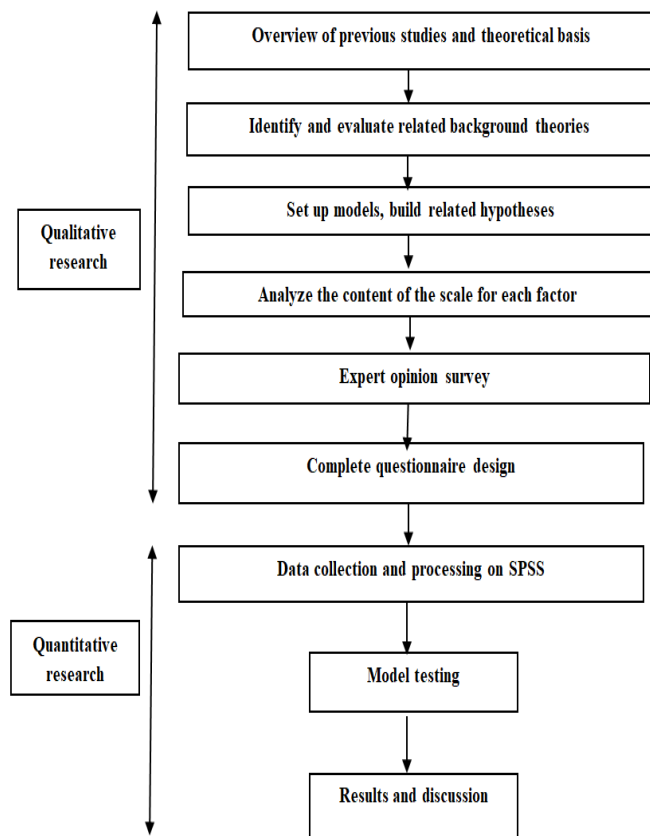 Overview of previous studies and theoretical basis
Identify and evaluate related background theories
Set up models, build related hypotheses
Qualitative
research
Analyze the content of the scale for each factor
Expert opinion survey
Complete questionnaire design
Data collection and processing on SPSS
Quantitative
research
Model testing
Results and discussion